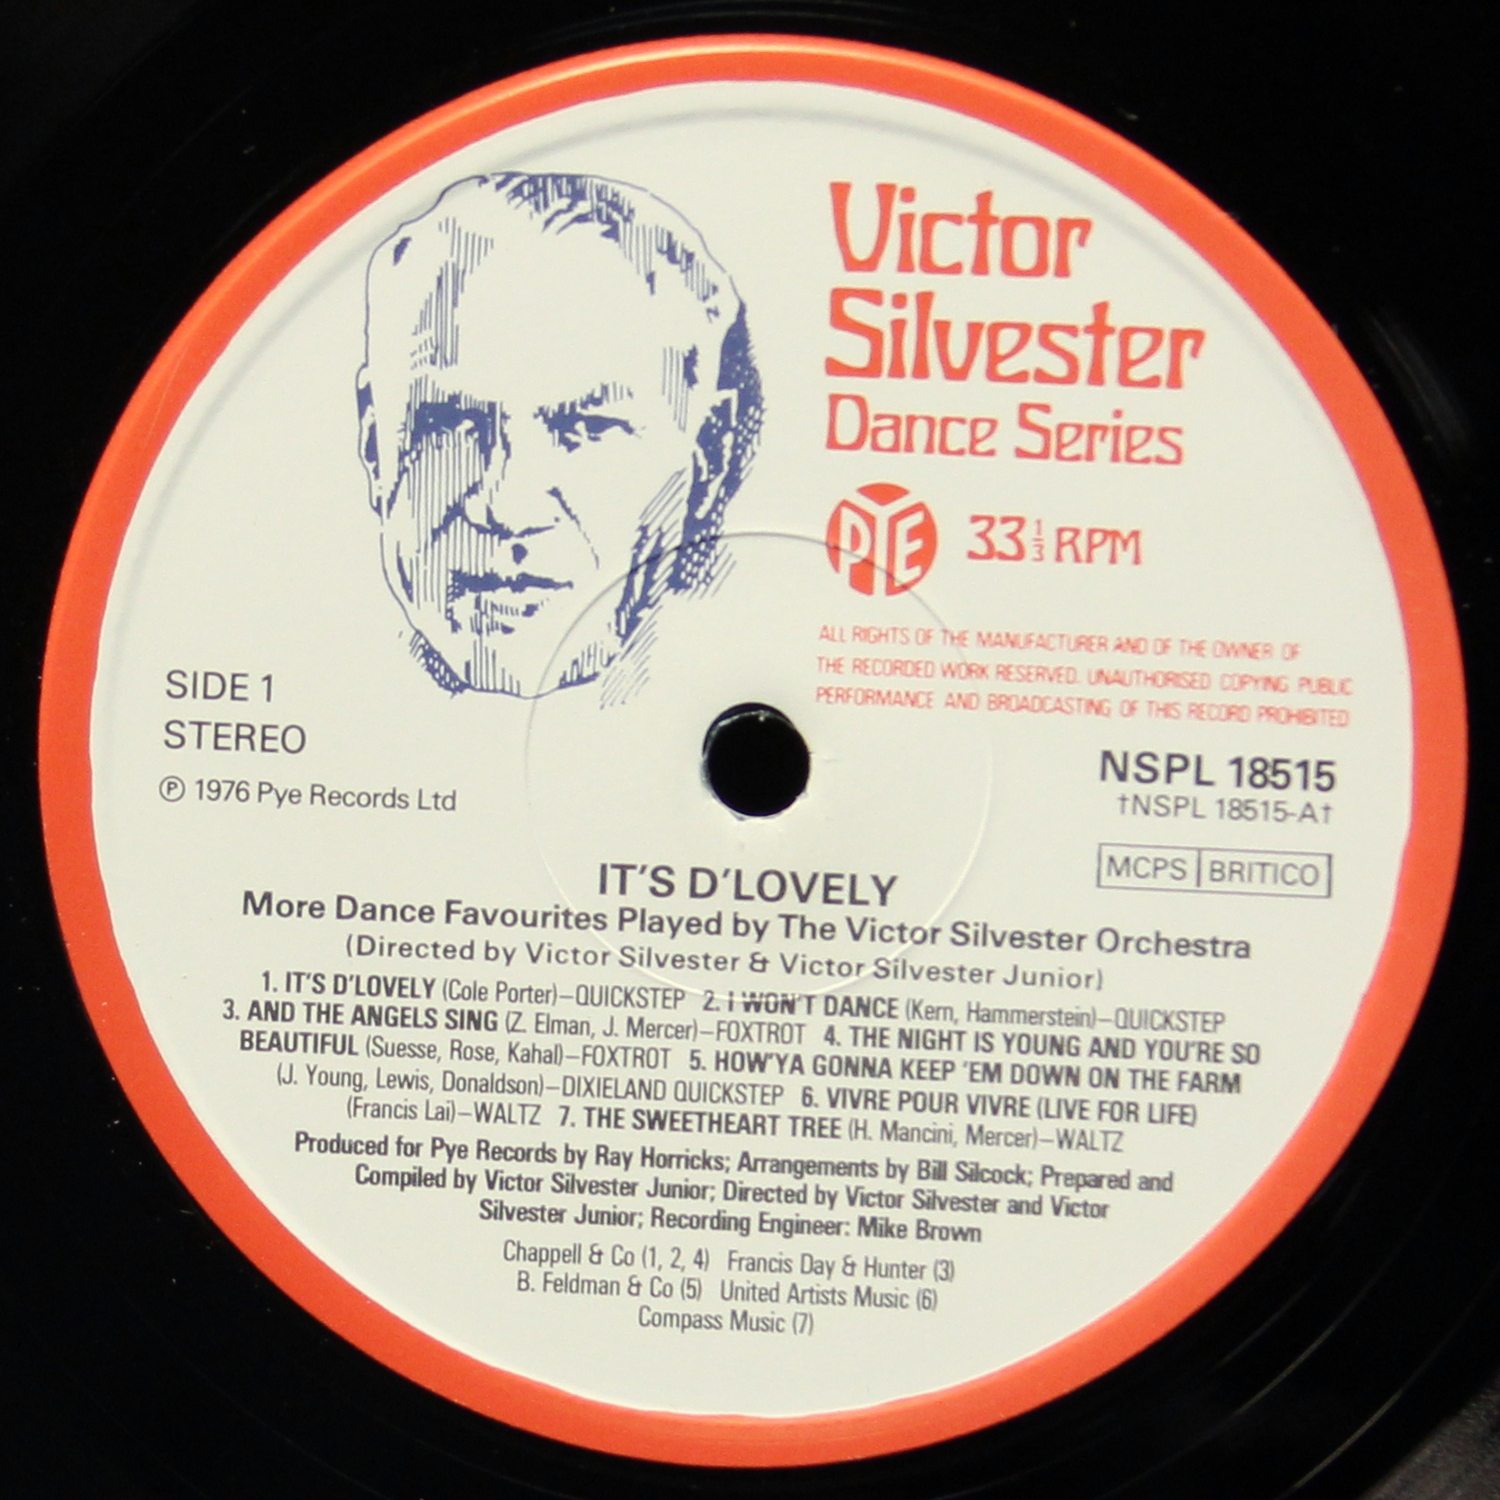 Victor
Silvester
Dance Series
PYE 33 1/3 RPM
ALL RIGHTS OF THE MANUFACTURER AND OF THE OWNER OF
THE RECORDED WORK RESERVED. UNAUTHORISED COPYING PUBLIC
PERFORMANCE AND BROADCASTING OF THIS RECORD PROHIBITED
SIDE 1
STEREO
℗ 1976 Pye Records Ltd
NSPL 18515
†NSPL 18515-A†
MCPS | BRITICO
IT'S D'LOVELY
More Dance Favourites Played by The Victor Silvester Orchestra
(Directed by Victor Silvester & Victor Silvester Junior)
1. IT'S D'LOVELY (Cole Porter)–QUICKSTEP 2. I WON'T DANCE (Kern, Hammerstein)–QUICKSTEP
3. AND THE ANGELS SING (Z. Elman, J. Mercer)–FOXTROT 4. THE NIGHT IS YOUNG AND YOU'RE SO
BEAUTIFUL (Suesse, Rose, Kahal)–FOXTROT 5. HOW'YA GONNA KEEP 'EM DOWN ON THE FARM
(J. Young, Lewis, Donaldson)–DIXIELAND QUICKSTEP 6. VIVRE POUR VIVRE (LIVE FOR LIFE)
(Francis Lai)–WALTZ 7. THE SWEETHEART TREE (H. Mancini, Mercer)–WALTZ
Produced for Pye Records by Ray Horricks; Arrangements by Bill Silcock; Prepared and
Compiled by Victor Silvester Junior; Directed by Victor Silvester and Victor
Silvester Junior; Recording Engineer: Mike Brown
Chappell & Co (1, 2, 4) Francis Day & Hunter (3)
B. Feldman & Co (5) United Artists Music (6)
Compass Music (7)